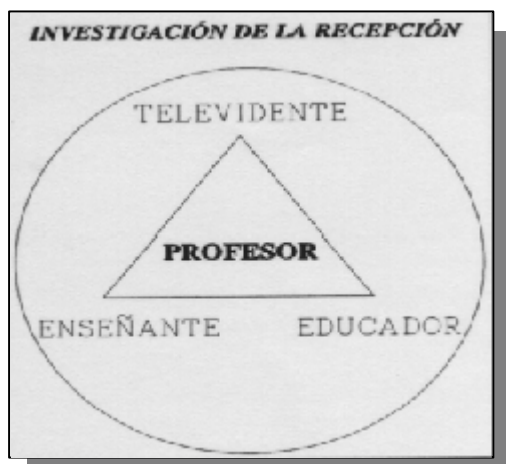 INVESTIGACIÓN DE LA RECEPCIÓN
TELEVIDENTE
PROFESOR
ENSEÑANTE EDUCADOR